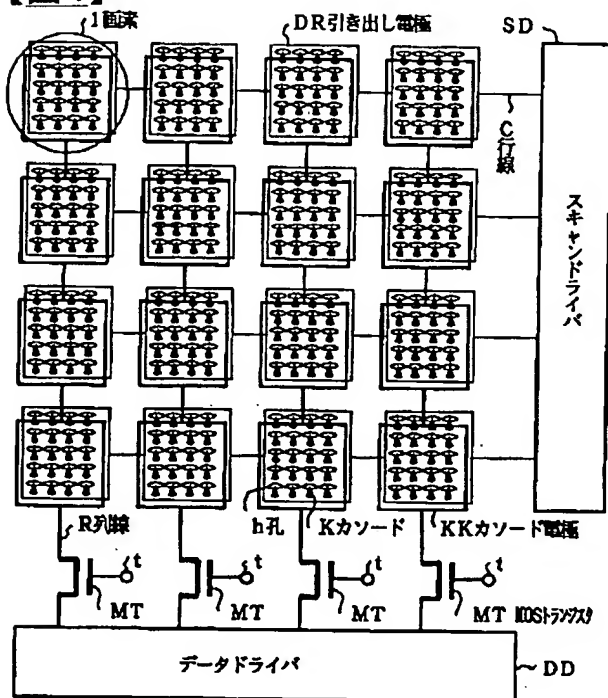 1画素
DR引き出し電極
SD
C行線
スキャンドライバ
R列線
h孔
Kカソード
KKカソード電極
t
t
t
t
MT
MT
MT
MT MOSトランジスタ
データドライバ
DD